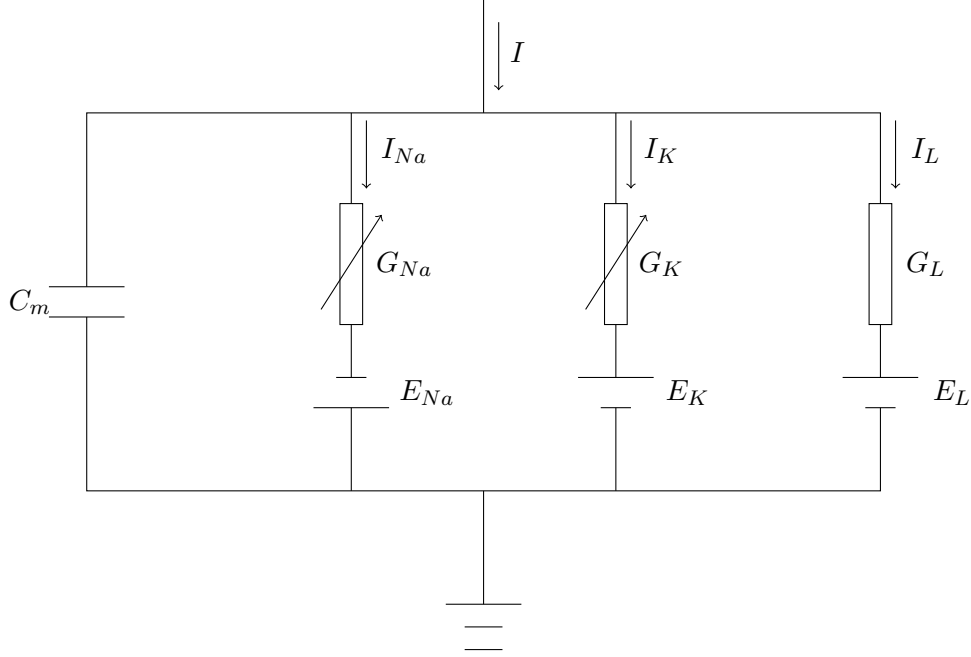 I
I_{Na}
I_K
I_L
G_{Na}
G_K
G_L
C_m
E_{Na}
E_K
E_L